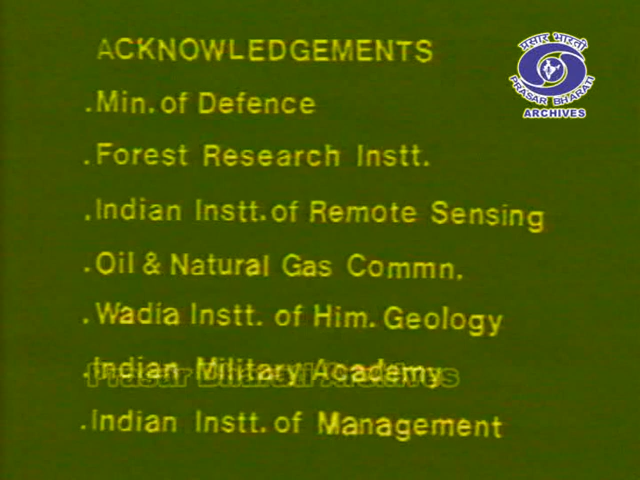 ACKNOWLEDGEMENTS
.Min. of Defence
.Forest Research Instt.
.Indian Instt. of Remote Sensing
.Oil & Natural Gas Commn.
.Wadia Instt. of Him. Geology
.Indian Military Academy
Prasar Bharati Archives
.Indian Instt. of Management
प्रसार भारती
PRASAR BHARATI
ARCHIVES